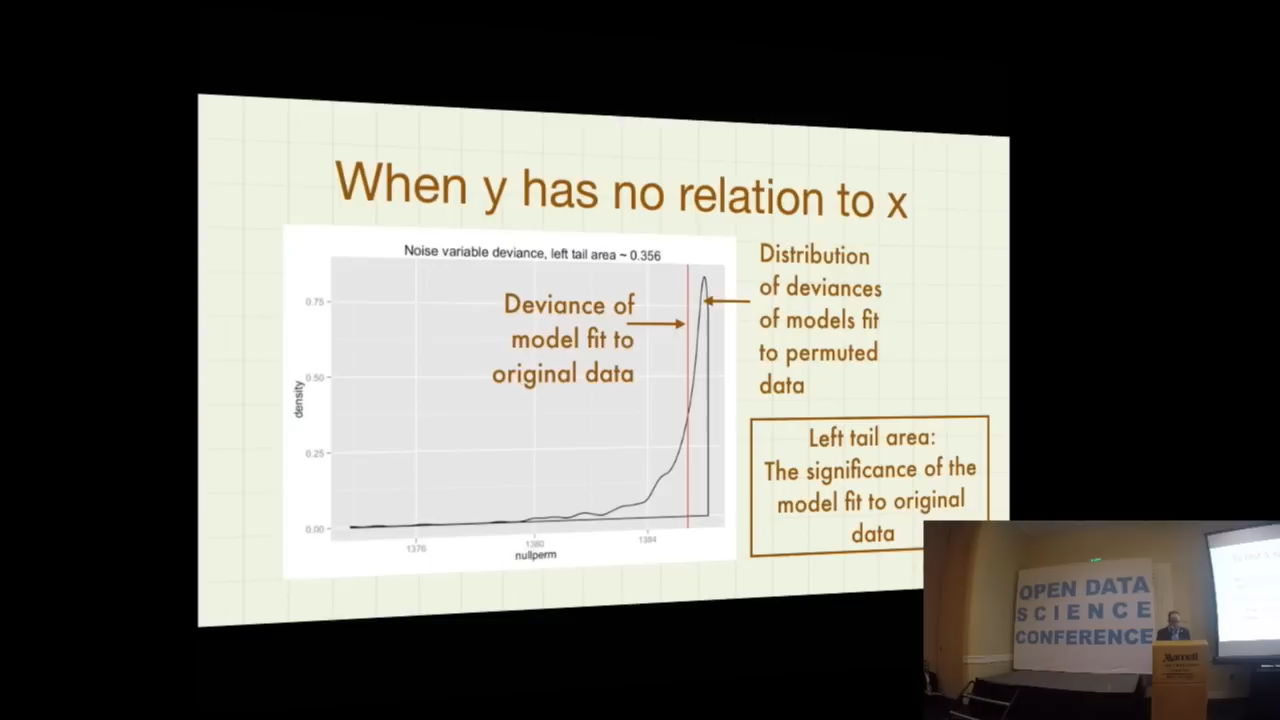 When y has no relation to x
Noise variable deviance, left tail area ~ 0.356
Deviance of
model fit to
original data
0.75
0.50
0.25
0.00
density
1376
1380
1384
nullperm
Distribution
of deviances
of models fit
to permuted
data
Left tail area:
The significance of the
model fit to original
data
OPEN DATA
SCIENCE
CONFERENCE
Marriott